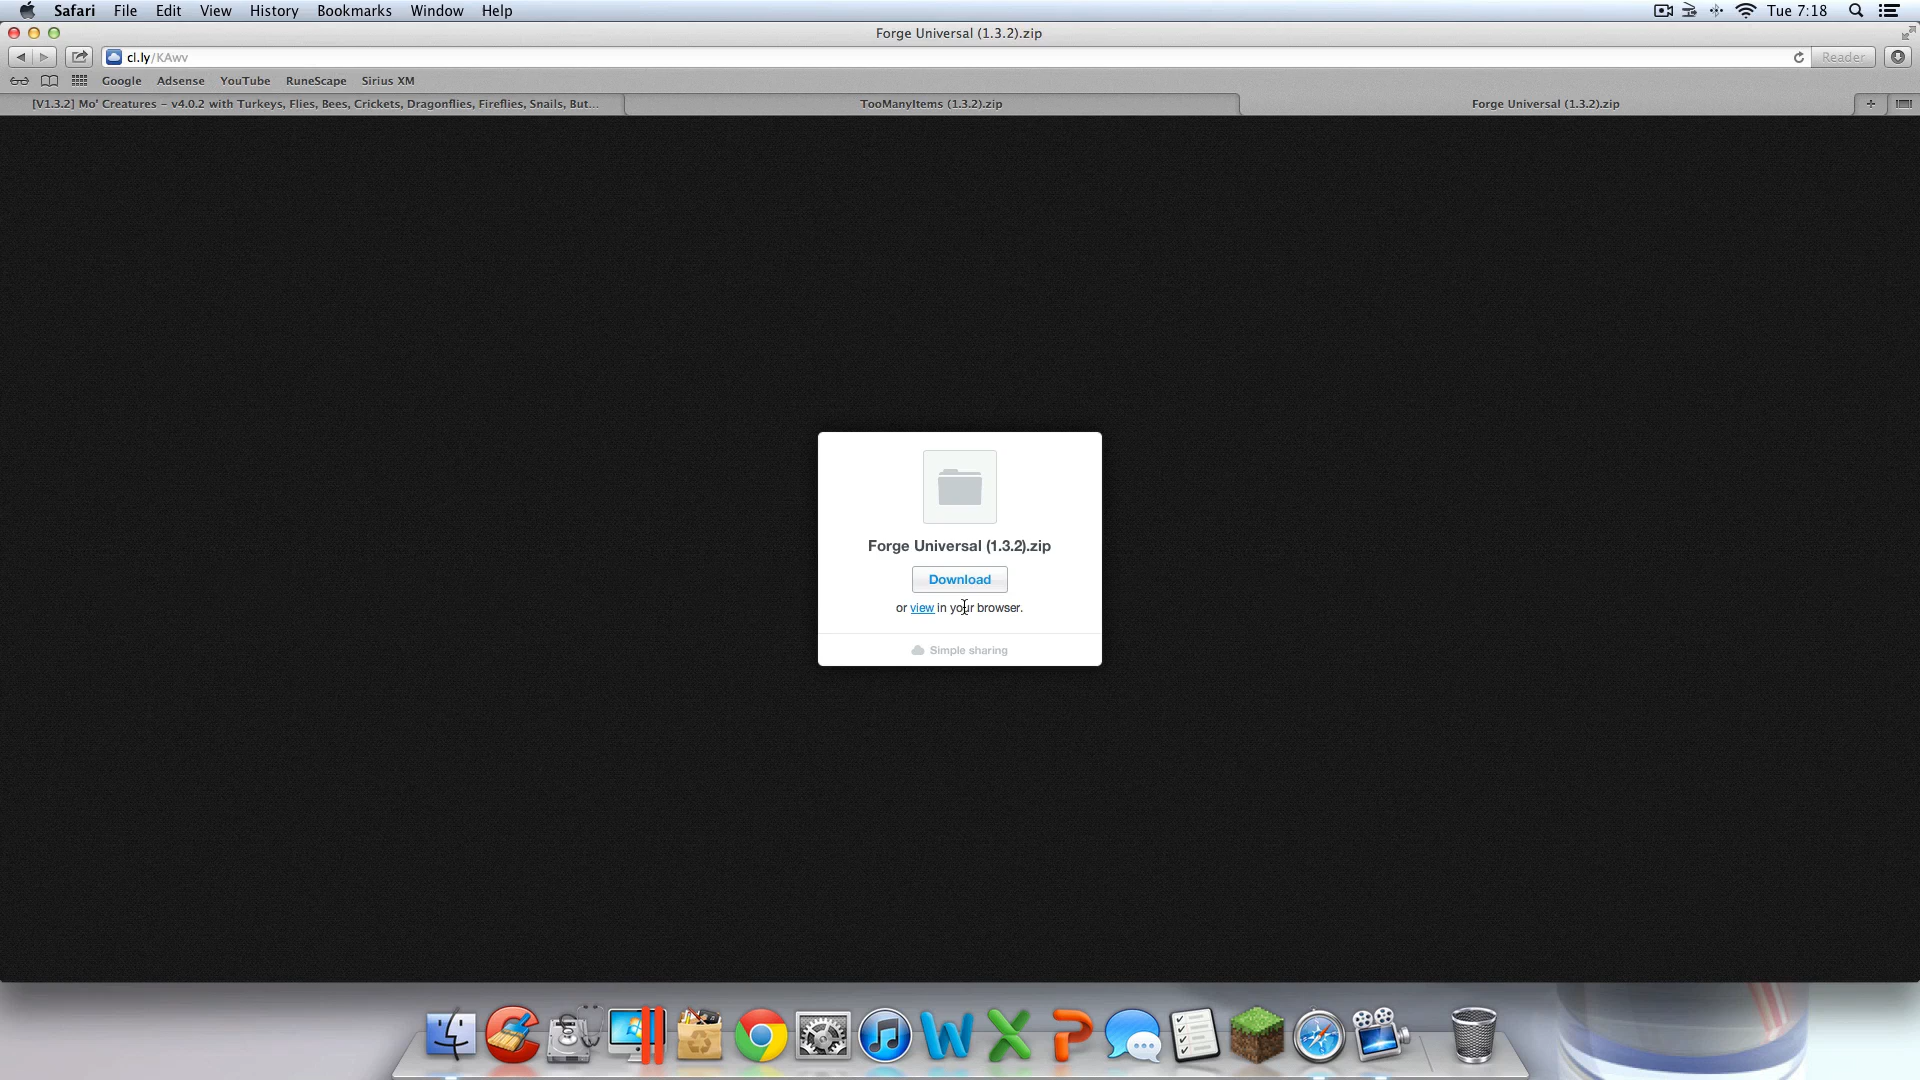 Safari File Edit View History Bookmarks Window Help Tue 7:18
Forge Universal (1.3.2).zip
cl.ly/KAwv Reader
Google Adsense YouTube RuneScape Sirius XM
[V1.3.2] Mo' Creatures – v4.0.2 with Turkeys, Flies, Bees, Crickets, Dragonflies, Fireflies, Snails, But... TooManyItems (1.3.2).zip Forge Universal (1.3.2).zip
Forge Universal (1.3.2).zip
Download
or view in your browser.
Simple sharing